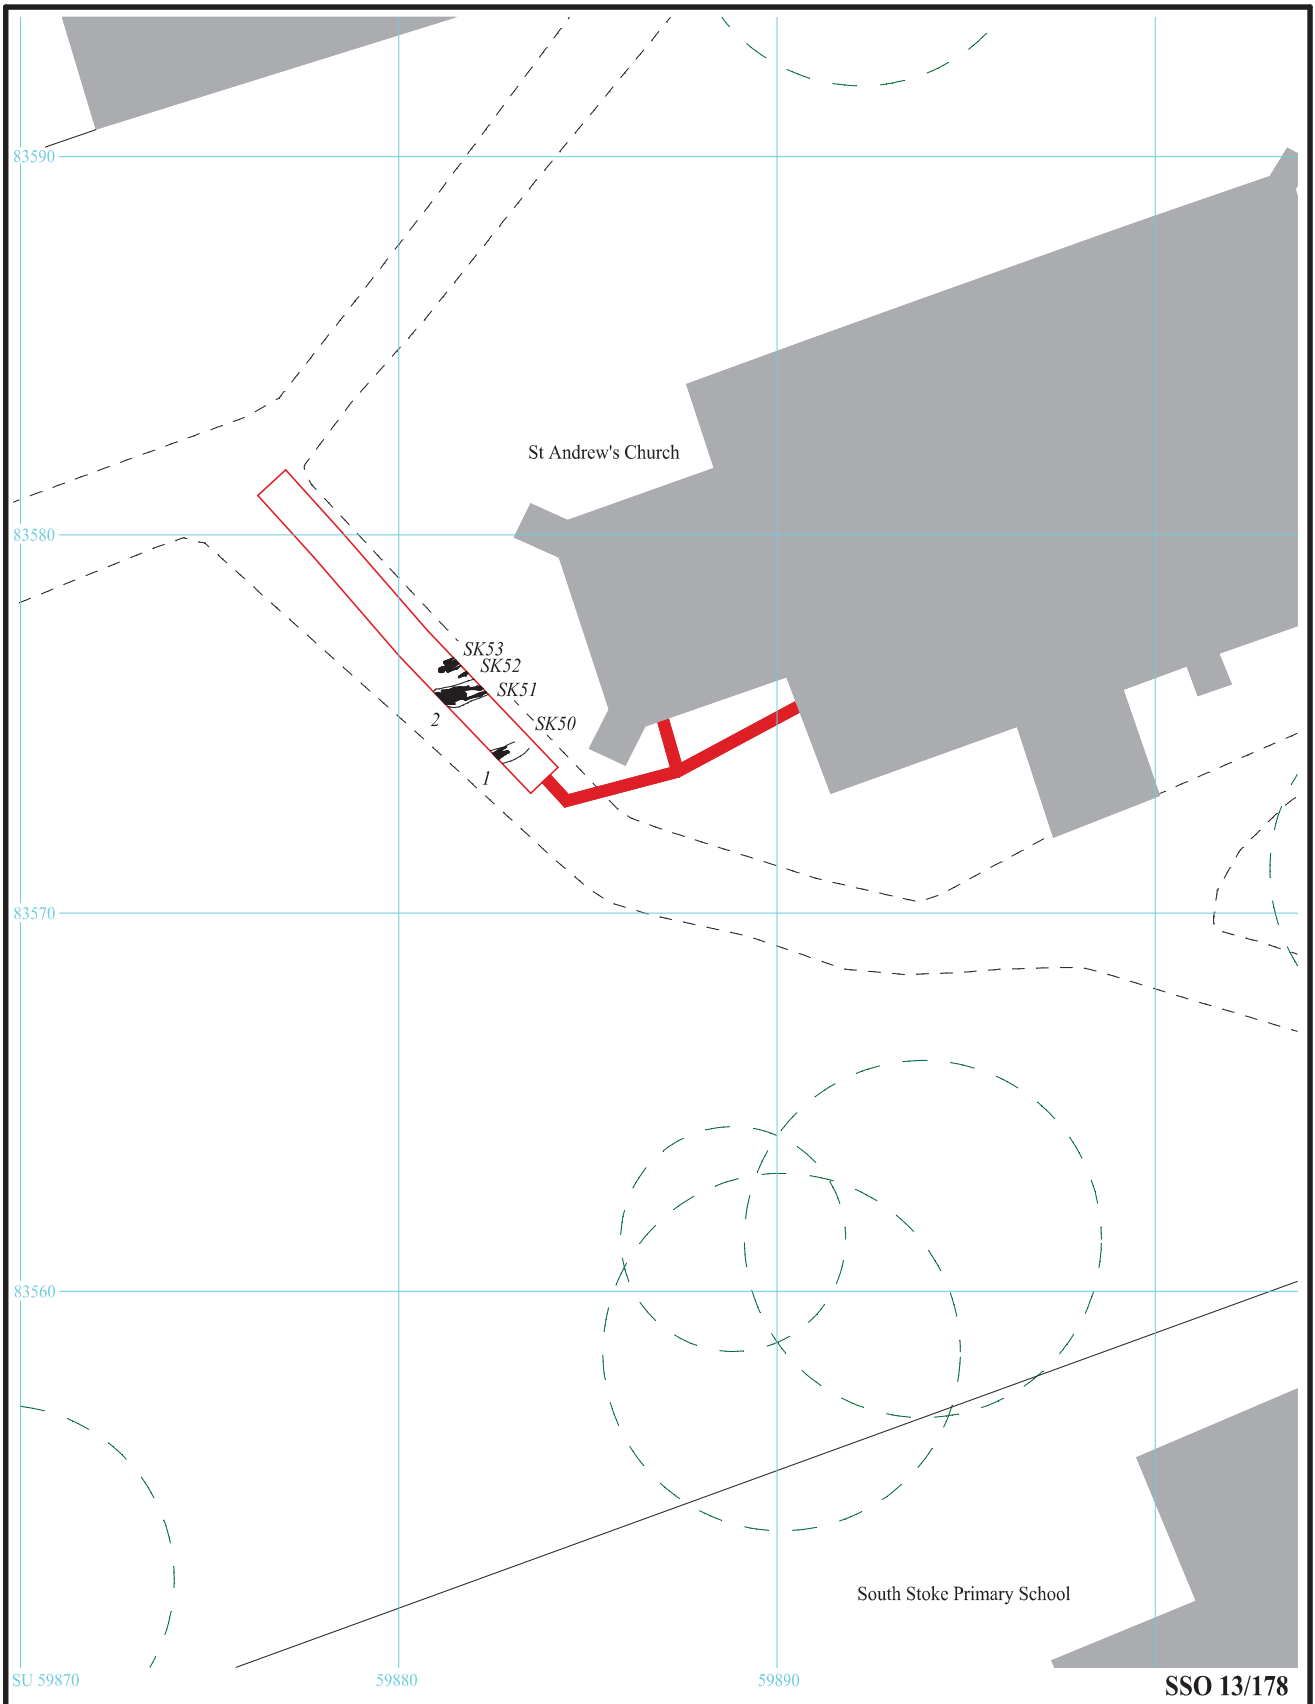 83590
St Andrew's Church
83580
SK53
SK52
SK51
2
SK50
1
83570
83560
South Stoke Primary School
SU 59870
59880
59890
SSO 13/178